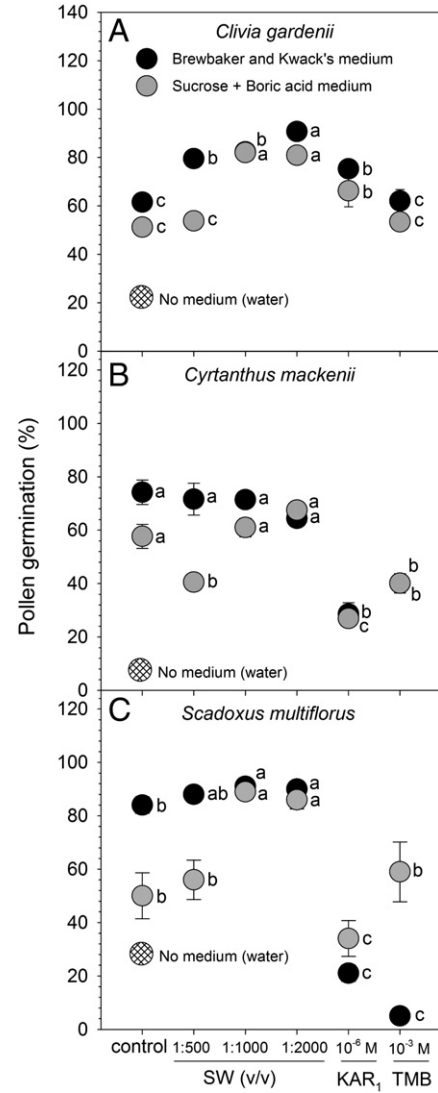 Pollen germination (%)
A
Clivia gardenii
140
120
100
80
60
40
20
0
Brewbaker and Kwack's medium
Sucrose + Boric acid medium
c
c
b
c
b
a
a
a
b
b
c
c
No medium (water)
B
Cyrtanthus mackenii
120
100
80
60
40
20
0
a
a
a
b
a
a
a
a
b
c
b
b
No medium (water)
C
Scadoxus multiflorus
120
100
80
60
40
20
0
b
b
ab
b
a
a
a
a
c
c
b
c
No medium (water)
control 1:500 1:1000 1:2000 10⁻⁶ M 10⁻³ M
SW (v/v) KAR₁ TMB